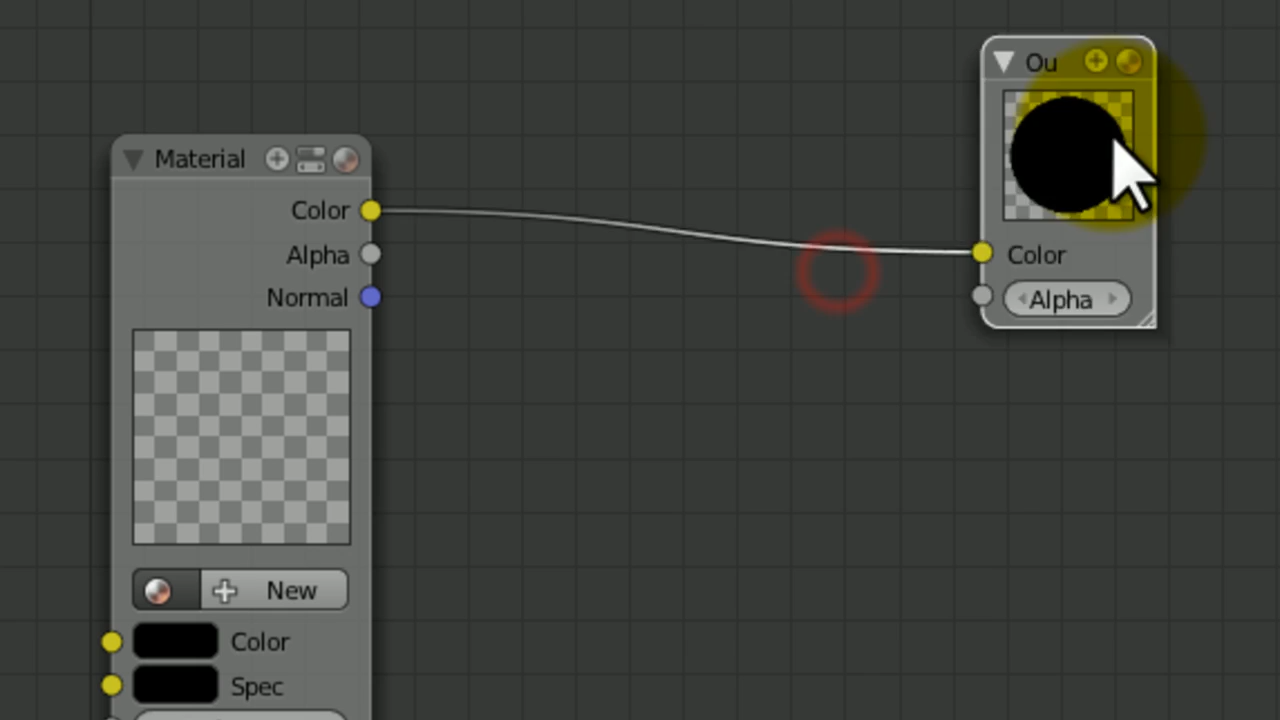 Ou
Material
Color
Alpha
Normal
Color
Alpha
New
Color
Spec